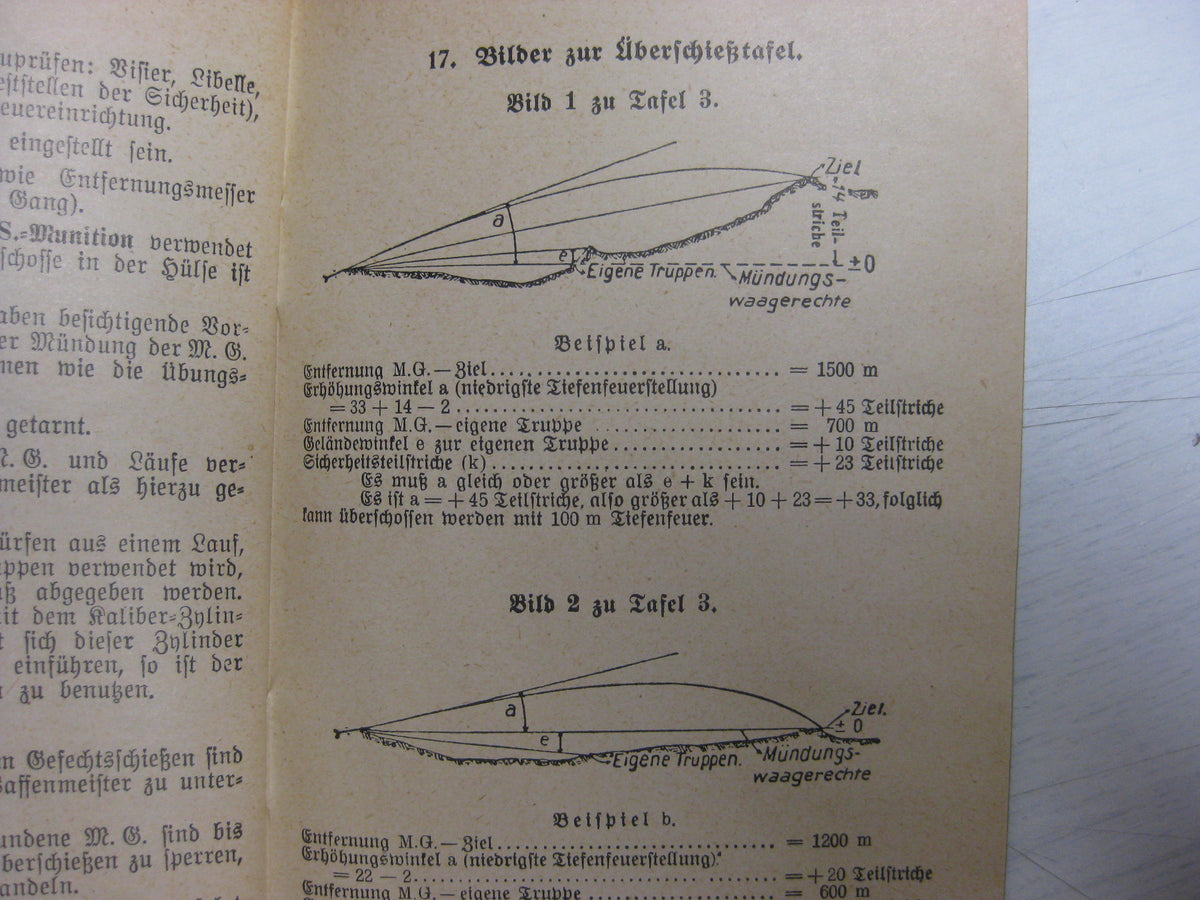 uprüfen: Visier, Libelle,
eststellen der Sicherheit),
euereinrichtung.
eingestellt sein.
wie Entfernungsmesser
Gang).
S.=Munition verwendet
schosse in der Hülse ist
aben besichtigende Vor=
er Mündung der M. G.
nen wie die Übungs=
getarnt.
M. G. und Läufe ver=
meister als hierzu ge=
ürfen aus einem Lauf,
uppen verwendet wird,
uß abgegeben werden.
it dem Kaliber=Zylin=
t sich dieser Zylinder
einführen, so ist der
zu benutzen.
n Gefechtsschießen sind
affenmeister zu unter=
undene M. G. sind bis
berschießen zu sperren,
andeln.
17. Bilder zur Überschießtafel.
Bild 1 zu Tafel 3.
Ziel
+14 Teil-
striche
a
e
Eigene Truppen.
±0
Mündungs-
waagerechte
Beispiel a.
Entfernung M.G.—Ziel.............................. = 1500 m
Erhöhungswinkel a (niedrigste Tiefenfeuerstellung)
= 33 + 14 — 2.............................. = + 45 Teilstriche
Entfernung M.G.—eigene Truppe .................. = 700 m
Geländewinkel e zur eigenen Truppe................ = + 10 Teilstriche
Sicherheitsteilstriche (k).............................. = + 23 Teilstriche
Es muß a gleich oder größer als e + k sein.
Es ist a = + 45 Teilstriche, also größer als + 10 + 23 = + 33, folglich
kann überschossen werden mit 100 m Tiefenfeuer.
Bild 2 zu Tafel 3.
Ziel.
± 0
a
e
Eigene Truppen.
Mündungs-
waagerechte
Beispiel b.
Entfernung M.G.—Ziel.............................. = 1200 m
Erhöhungswinkel a (niedrigste Tiefenfeuerstellung).
= 22 — 2.............................. = + 20 Teilstriche
Entfernung M.G.—eigene Truppe .................. = 600 m